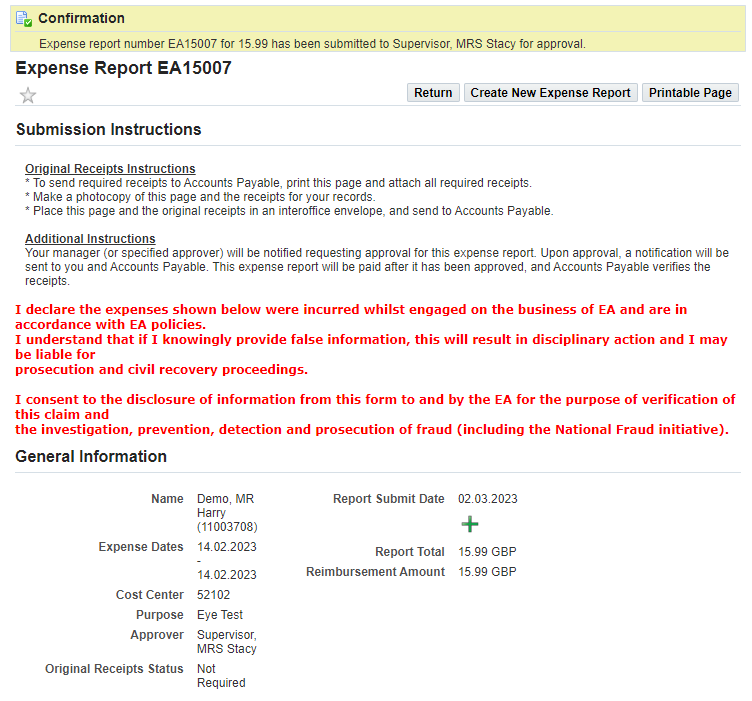 Confirmation
Expense report number EA15007 for 15.99 has been submitted to Supervisor, MRS Stacy for approval.
Expense Report EA15007
Return Create New Expense Report Printable Page
Submission Instructions
Original Receipts Instructions
* To send required receipts to Accounts Payable, print this page and attach all required receipts.
* Make a photocopy of this page and the receipts for your records.
* Place this page and the original receipts in an interoffice envelope, and send to Accounts Payable.
Additional Instructions
Your manager (or specified approver) will be notified requesting approval for this expense report. Upon approval, a notification will be
sent to you and Accounts Payable. This expense report will be paid after it has been approved, and Accounts Payable verifies the
receipts.
I declare the expenses shown below were incurred whilst engaged on the business of EA and are in
accordance with EA policies.
I understand that if I knowingly provide false information, this will result in disciplinary action and I may
be liable for
prosecution and civil recovery proceedings.
I consent to the disclosure of information from this form to and by the EA for the purpose of verification of
this claim and
the investigation, prevention, detection and prosecution of fraud (including the National Fraud initiative).
General Information
Name Demo, MR
Harry
(11003708)
Expense Dates 14.02.2023
-
14.02.2023
Cost Center 52102
Purpose Eye Test
Approver Supervisor,
MRS Stacy
Original Receipts Status Not
Required
Report Submit Date 02.03.2023
Report Total 15.99 GBP
Reimbursement Amount 15.99 GBP